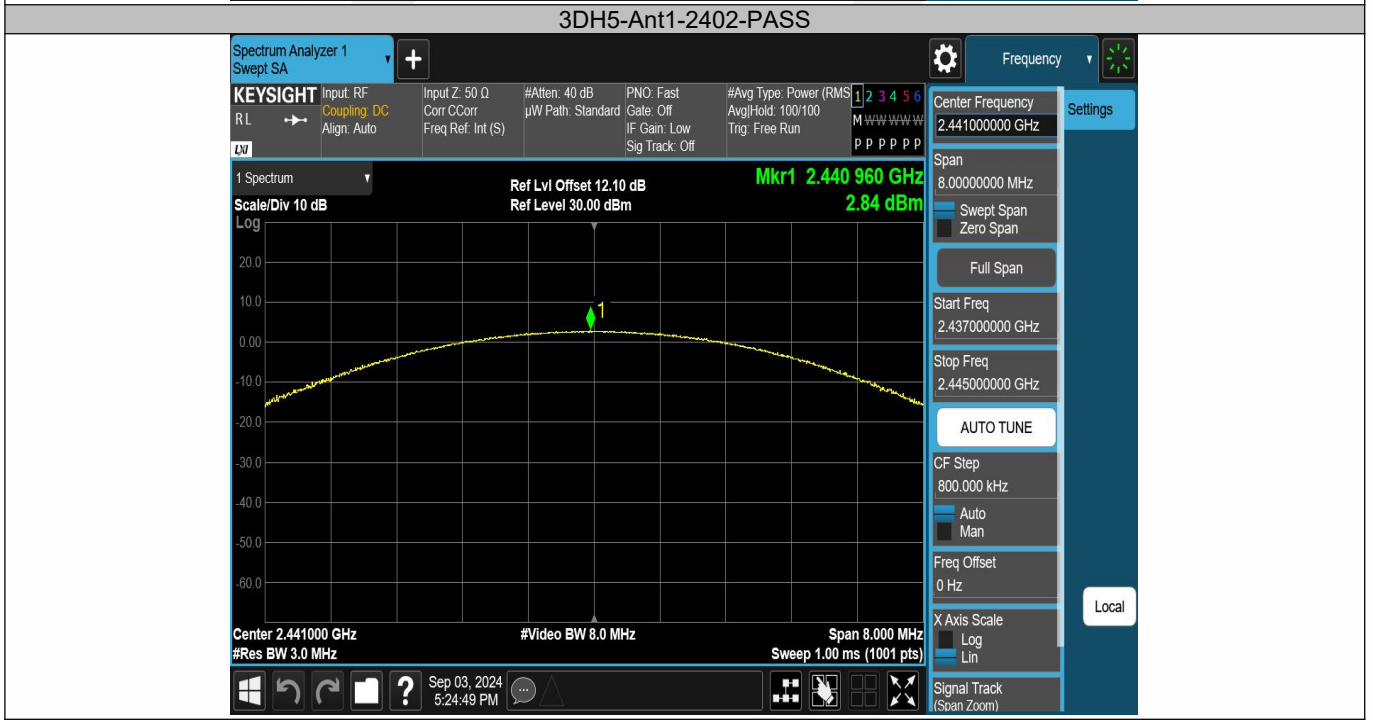 3DH5-Ant1-2402-PASS
Spectrum Analyzer 1
Swept SA
Frequency
KEYSIGHT
RL
LXI
Input: RF
Coupling: DC
Align: Auto
Input Z: 50 Ω
Corr CCorr
Freq Ref: Int (S)
#Atten: 40 dB
µW Path: Standard
PNO: Fast
Gate: Off
IF Gain: Low
Sig Track: Off
#Avg Type: Power (RMS
Avg|Hold: 100/100
Trig: Free Run
1 2 3 4 5 6
M W W W W W
P P P P P P
1 Spectrum
Scale/Div 10 dB
Ref Lvl Offset 12.10 dB
Ref Level 30.00 dBm
Mkr1 2.440 960 GHz
2.84 dBm
Log
20.0
10.0
0.00
-10.0
-20.0
-30.0
-40.0
-50.0
-60.0
1
Center 2.441000 GHz
#Res BW 3.0 MHz
#Video BW 8.0 MHz
Span 8.000 MHz
Sweep 1.00 ms (1001 pts)
Center Frequency
2.441000000 GHz
Settings
Span
8.00000000 MHz
Swept Span
Zero Span
Full Span
Start Freq
2.437000000 GHz
Stop Freq
2.445000000 GHz
AUTO TUNE
CF Step
800.000 kHz
Auto
Man
Freq Offset
0 Hz
X Axis Scale
Log
Lin
Local
Signal Track
(Span Zoom)
?
Sep 03, 2024
5:24:49 PM